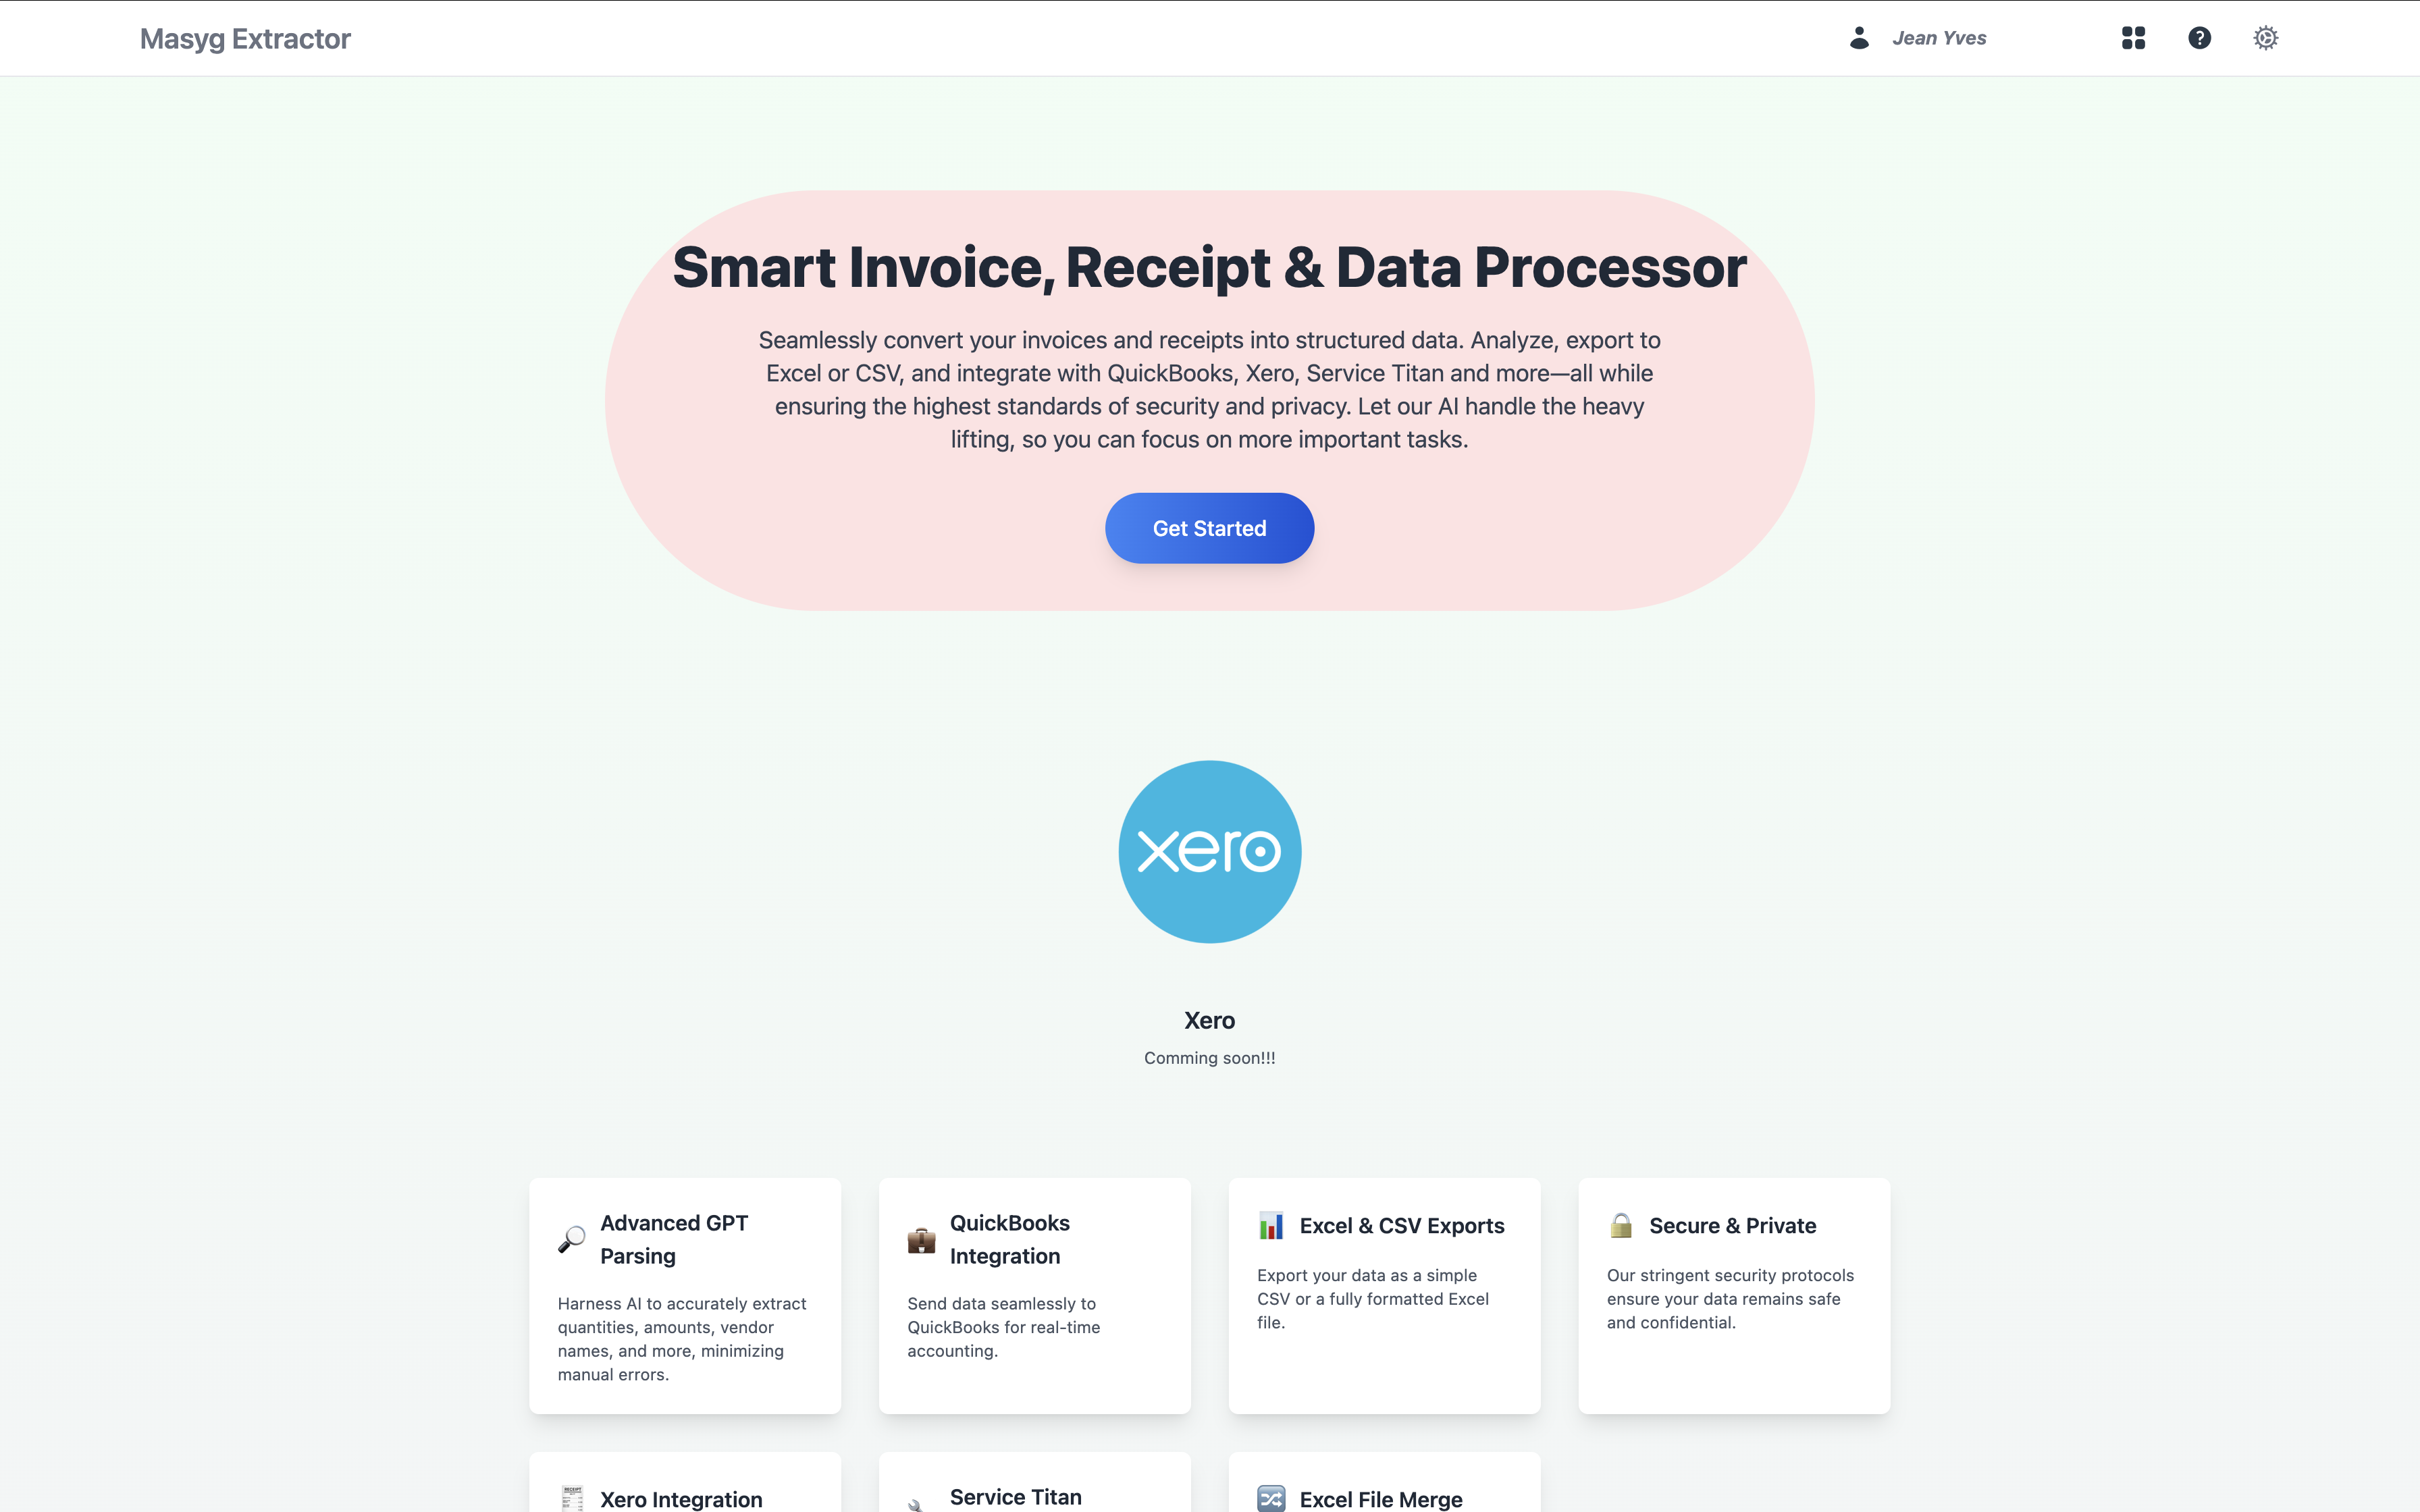 Masyg Extractor
Jean Yves
Smart Invoice, Receipt & Data Processor
Seamlessly convert your invoices and receipts into structured data. Analyze, export to
Excel or CSV, and integrate with QuickBooks, Xero, Service Titan and more—all while
ensuring the highest standards of security and privacy. Let our AI handle the heavy
lifting, so you can focus on more important tasks.
Get Started
xero
Xero
Comming soon!!!
Advanced GPT
Parsing
Harness AI to accurately extract
quantities, amounts, vendor
names, and more, minimizing
manual errors.
QuickBooks
Integration
Send data seamlessly to
QuickBooks for real-time
accounting.
Excel & CSV Exports
Export your data as a simple
CSV or a fully formatted Excel
file.
Secure & Private
Our stringent security protocols
ensure your data remains safe
and confidential.
Xero Integration
Service Titan
Excel File Merge